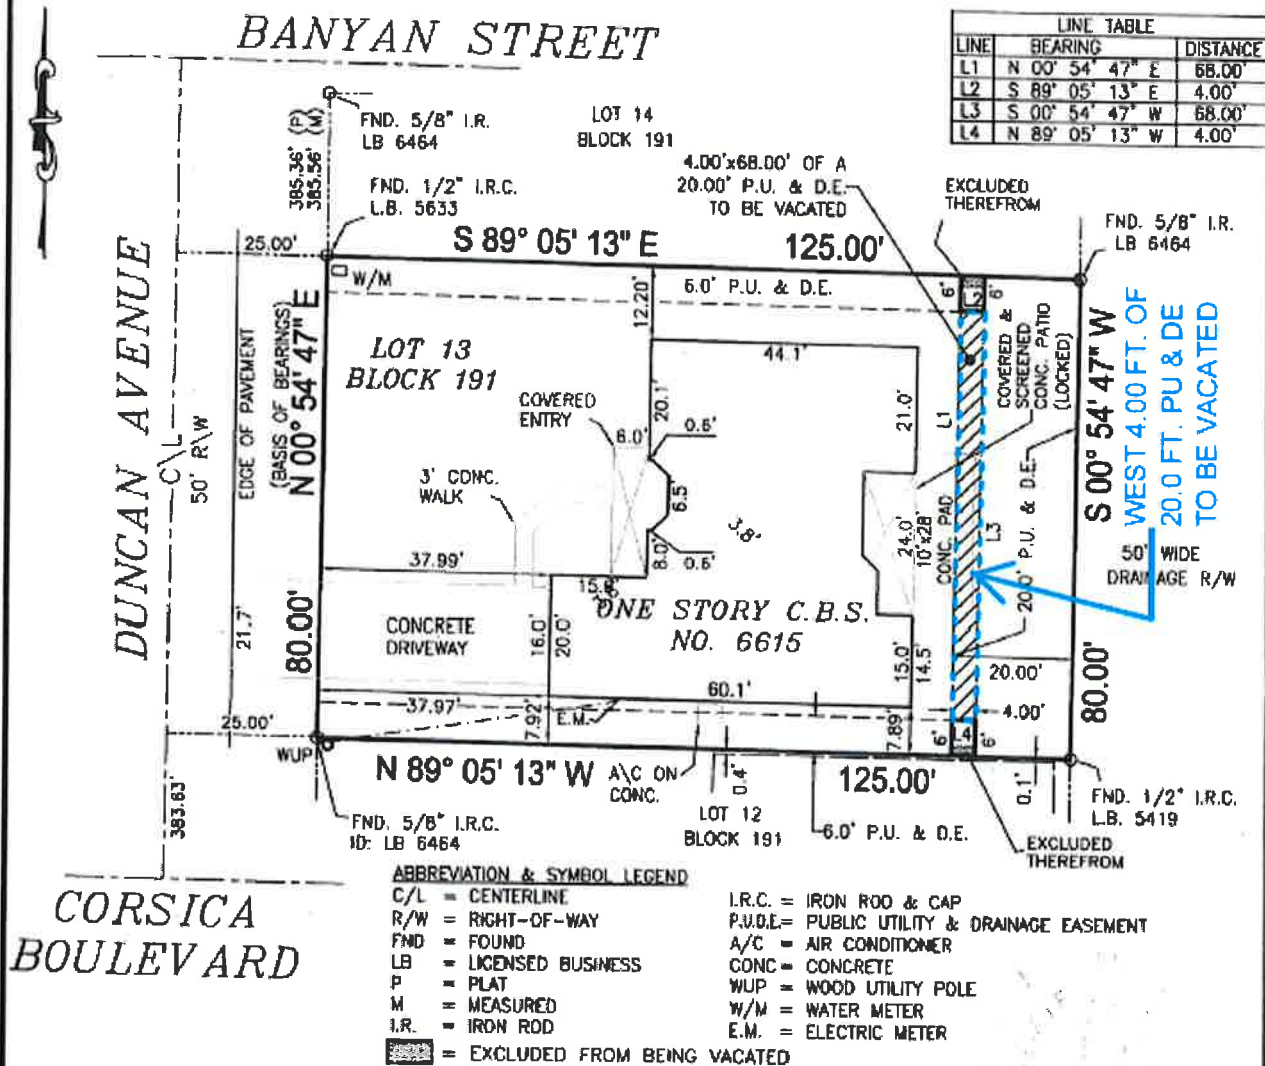 BANYAN STREET
LINE TABLE
LINE BEARING DISTANCE
L1 N 00° 54' 47" E 68.00'
L2 S 89° 05' 13" E 4.00'
L3 S 00° 54' 47" W 68.00'
L4 N 89° 05' 13" W 4.00'
385.36' (P)
385.56' (M)
FND. 5/8" I.R.
LB 6464
LOT 14
BLOCK 191
FND. 1/2" I.R.C.
L.B. 5633
4.00'x68.00' OF A
20.00' P.U. & D.E.
TO BE VACATED
EXCLUDED
THEREFROM
FND. 5/8" I.R.
LB 6464
25.00'
S 89° 05' 13" E 125.00'
W/M
6.0' P.U. & D.E.
6' L2 6'
12.20'
DUNCAN AVENUE
C\L
50' R\W
EDGE OF PAVEMENT
(BASIS OF BEARINGS)
N 00° 54' 47" E
80.00'
LOT 13
BLOCK 191
COVERED
ENTRY
44.1'
20.1'
0.6'
6.0'
21.0'
L1
COVERED &
SCREENED
CONC. PATIO
(LOCKED)
S 00° 54' 47" W
80.00'
WEST 4.00 FT. OF
20.0 FT. PU & DE
TO BE VACATED
3' CONC.
WALK
6.5'
3.8'
8.0'
0.6'
24.0'
10'x28'
CONC. PAD
L3
20.0' P.U. & D.E.
50' WIDE
DRAINAGE R/W
37.99'
ONE STORY C.B.S.
NO. 6615
CONCRETE
DRIVEWAY
21.7'
16.0'
20.0'
15.0'
14.5'
20.00'
60.1'
37.97'
E.M.
4.00'
25.00'
7.92'
7.89'
6' L4 6'
WUP
N 89° 05' 13" W 125.00'
A\C ON
CONC.
0.4'
0.1'
383.63'
LOT 12
BLOCK 191
6.0' P.U. & D.E.
FND. 1/2" I.R.C.
L.B. 5419
FND. 5/8" I.R.C.
ID: LB 6464
EXCLUDED
THEREFROM
CORSICA
BOULEVARD
ABBREVIATION & SYMBOL LEGEND
C/L = CENTERLINE
R/W = RIGHT-OF-WAY
FND = FOUND
LB = LICENSED BUSINESS
P = PLAT
M = MEASURED
I.R. = IRON ROD
= EXCLUDED FROM BEING VACATED
I.R.C. = IRON ROD & CAP
P.U.D.E.= PUBLIC UTILITY & DRAINAGE EASEMENT
A/C = AIR CONDITIONER
CONC = CONCRETE
WUP = WOOD UTILITY POLE
W/M = WATER METER
E.M. = ELECTRIC METER